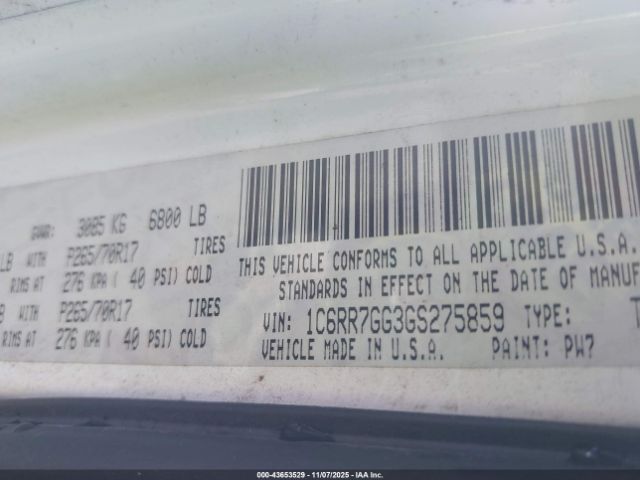 GVWR: 3085 KG 6800 LB
LB WITH P265/70R17 TIRES
RIMS AT 276 KPA ( 40 PSI) COLD
WITH P265/70R17 TIRES
RIMS AT 276 KPA ( 40 PSI) COLD
THIS VEHICLE CONFORMS TO ALL APPLICABLE U.S.A.
STANDARDS IN EFFECT ON THE DATE OF MANUF
VIN: 1C6RR7GG3GS275859 TYPE: T
VEHICLE MADE IN U.S.A. PAINT: PW7
000-43653529 - 11/07/2025 - IAA Inc.